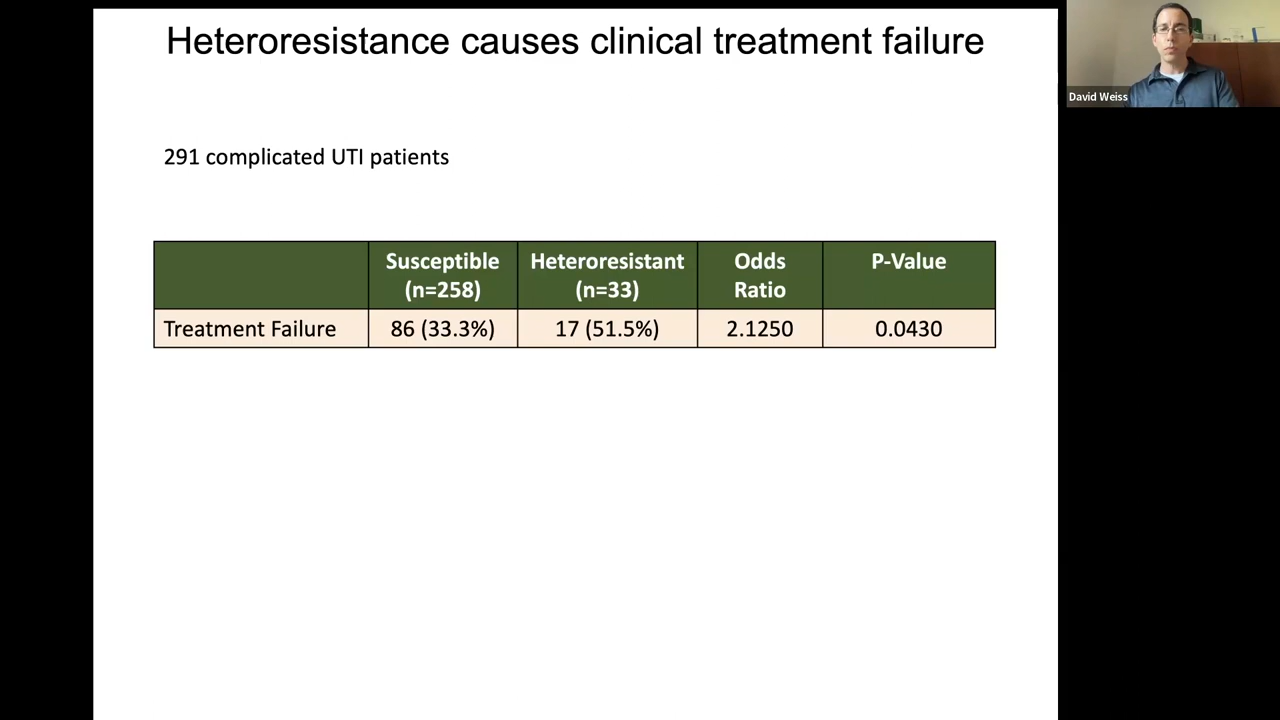 Heteroresistance causes clinical treatment failure
David Weiss
291 complicated UTI patients
Susceptible (n=258) Heteroresistant (n=33) Odds Ratio P-Value
Treatment Failure 86 (33.3%) 17 (51.5%) 2.1250 0.0430